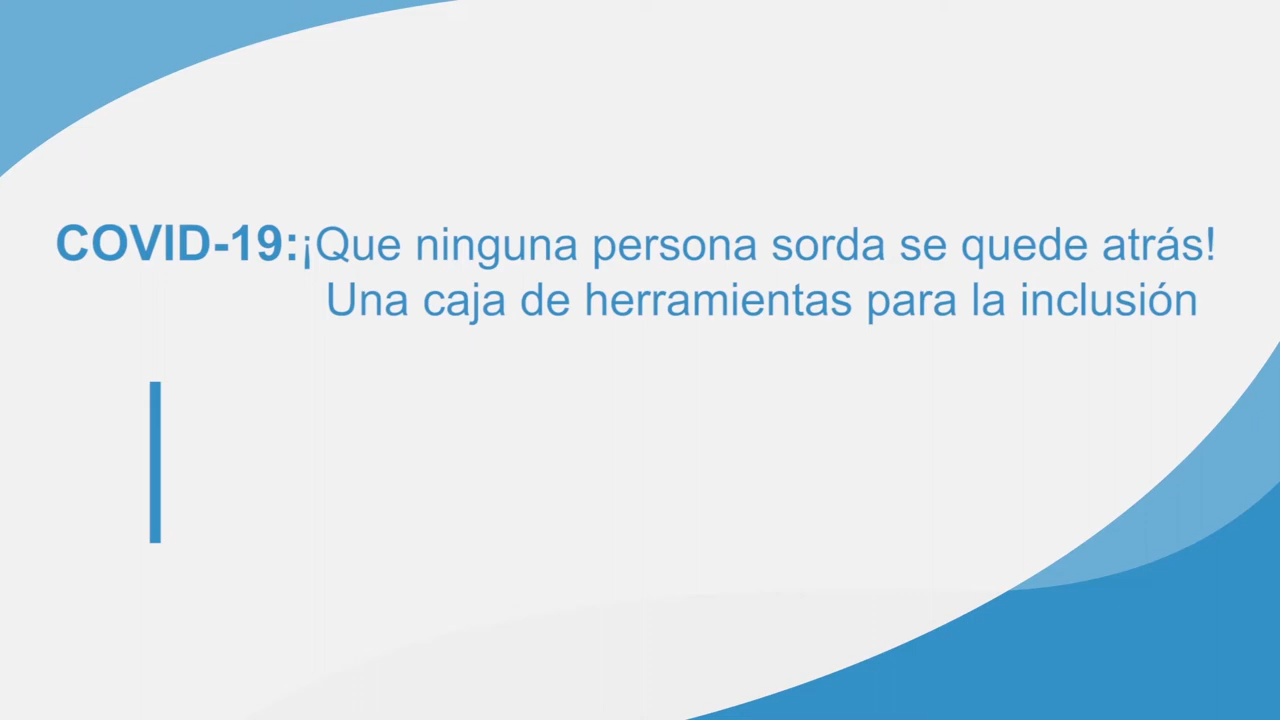 COVID-19:¡Que ninguna persona sorda se quede atrás!
Una caja de herramientas para la inclusión